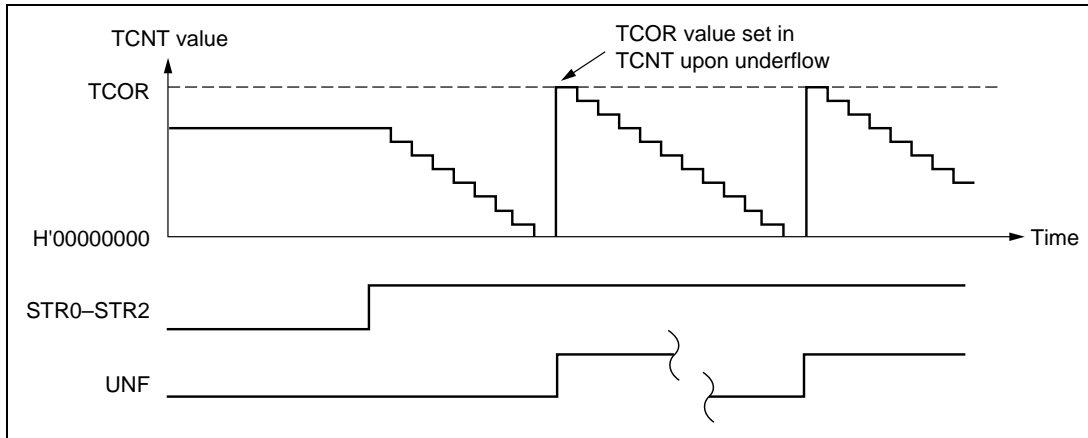 TCNT value
TCOR value set in
TCNT upon underflow
TCOR
H'00000000
Time
STR0–STR2
UNF